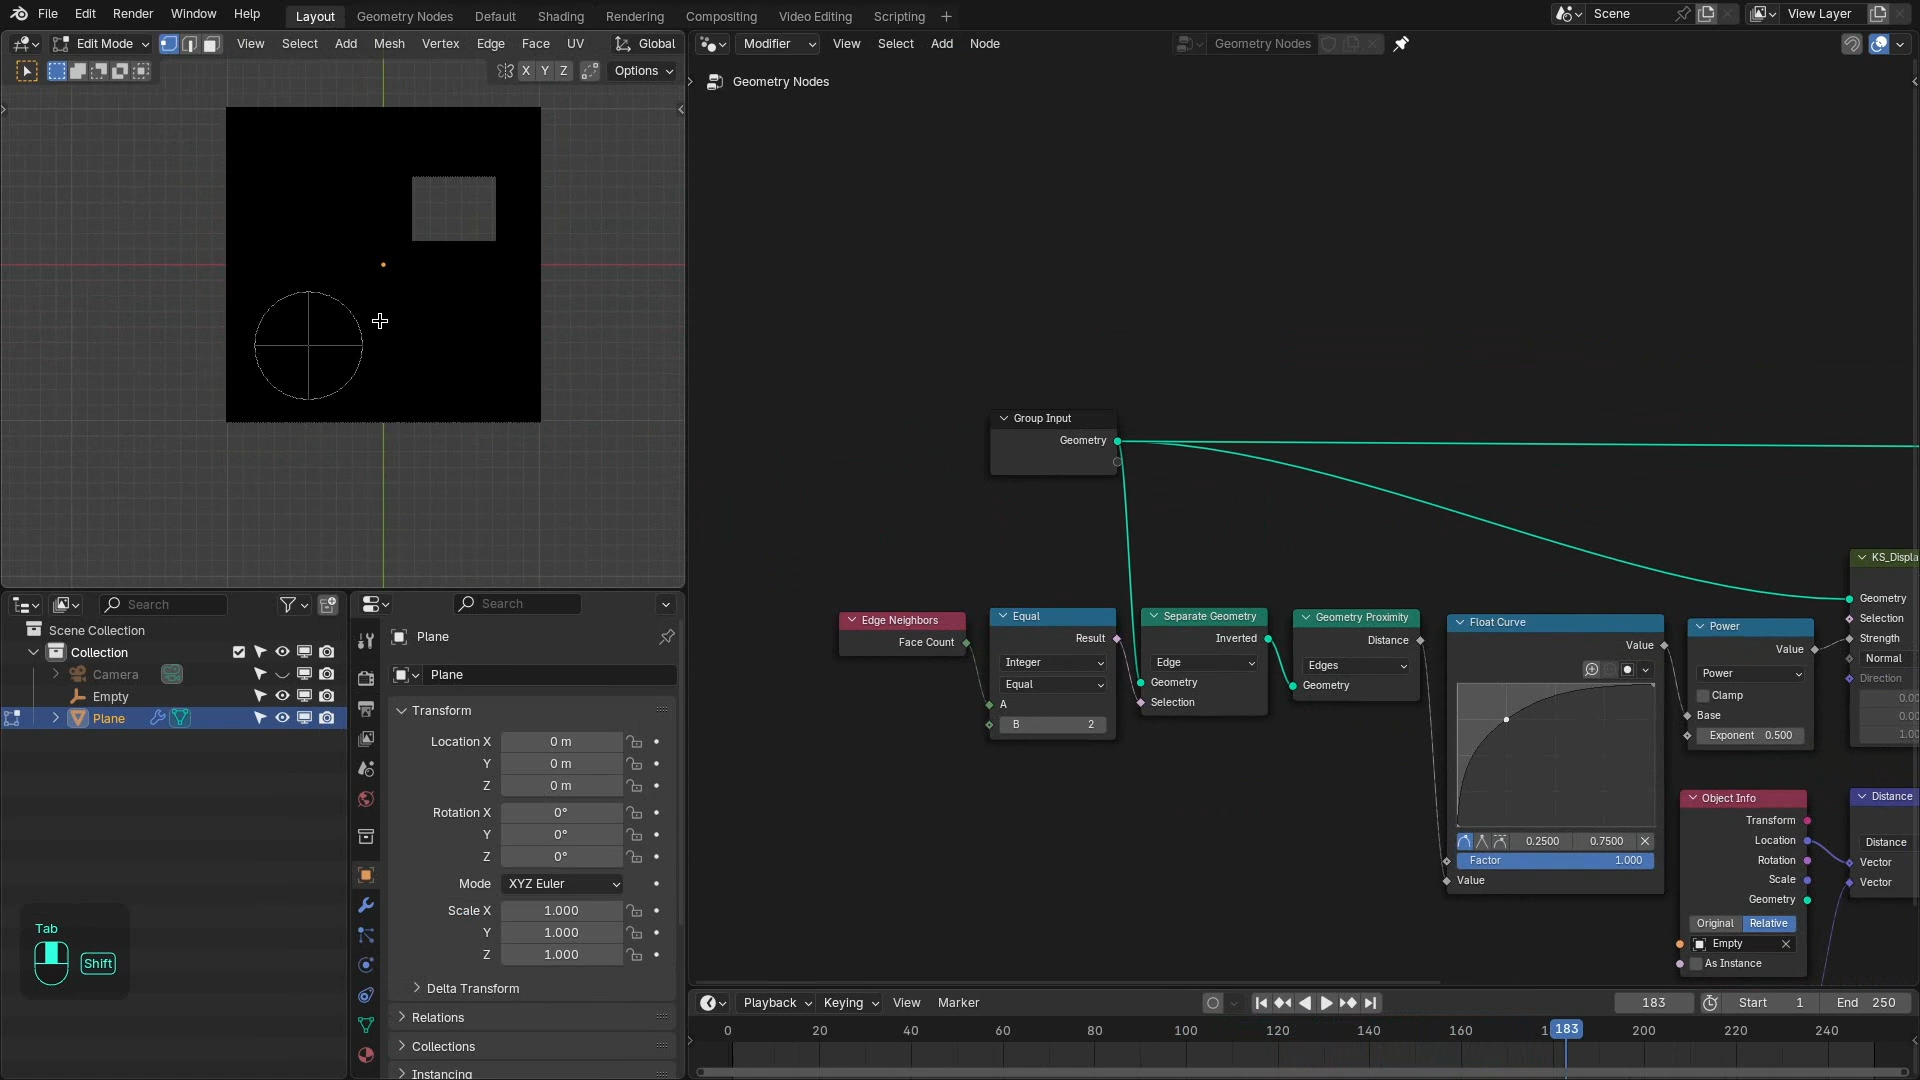 File Edit Render Window Help Layout Geometry Nodes Default Shading Rendering Compositing Video Editing Scripting Scene View Layer
Edit Mode View Select Add Mesh Vertex Edge Face UV Global
X Y Z Options
Modifier View Select Add Node Geometry Nodes
Geometry Nodes
Group Input
Geometry
Edge Neighbors
Face Count
Equal
Result
Integer
Equal
A
B 2
Separate Geometry
Inverted
Edge
Geometry
Selection
Geometry Proximity
Distance
Edges
Geometry
Float Curve
Value
0.2500 0.7500
Factor 1.000
Value
Power
Value
Power
Clamp
Base
Exponent 0.500
KS_Displa
Geometry
Selection
Strength
Normal
Direction
0.00
0.00
1.00
Object Info
Transform
Location
Rotation
Scale
Geometry
Original Relative
Empty
As Instance
Distance
Distance
Vector
Vector
Search
Scene Collection
Collection
Camera
Empty
Plane
Search
Plane
Plane
Transform
Location X 0 m
Y 0 m
Z 0 m
Rotation X 0°
Y 0°
Z 0°
Mode XYZ Euler
Scale X 1.000
Y 1.000
Z 1.000
Delta Transform
Relations
Collections
Instancing
Tab
Shift
Playback Keying View Marker 183 Start 1 End 250
0 20 40 60 80 100 120 140 160 183 200 220 240